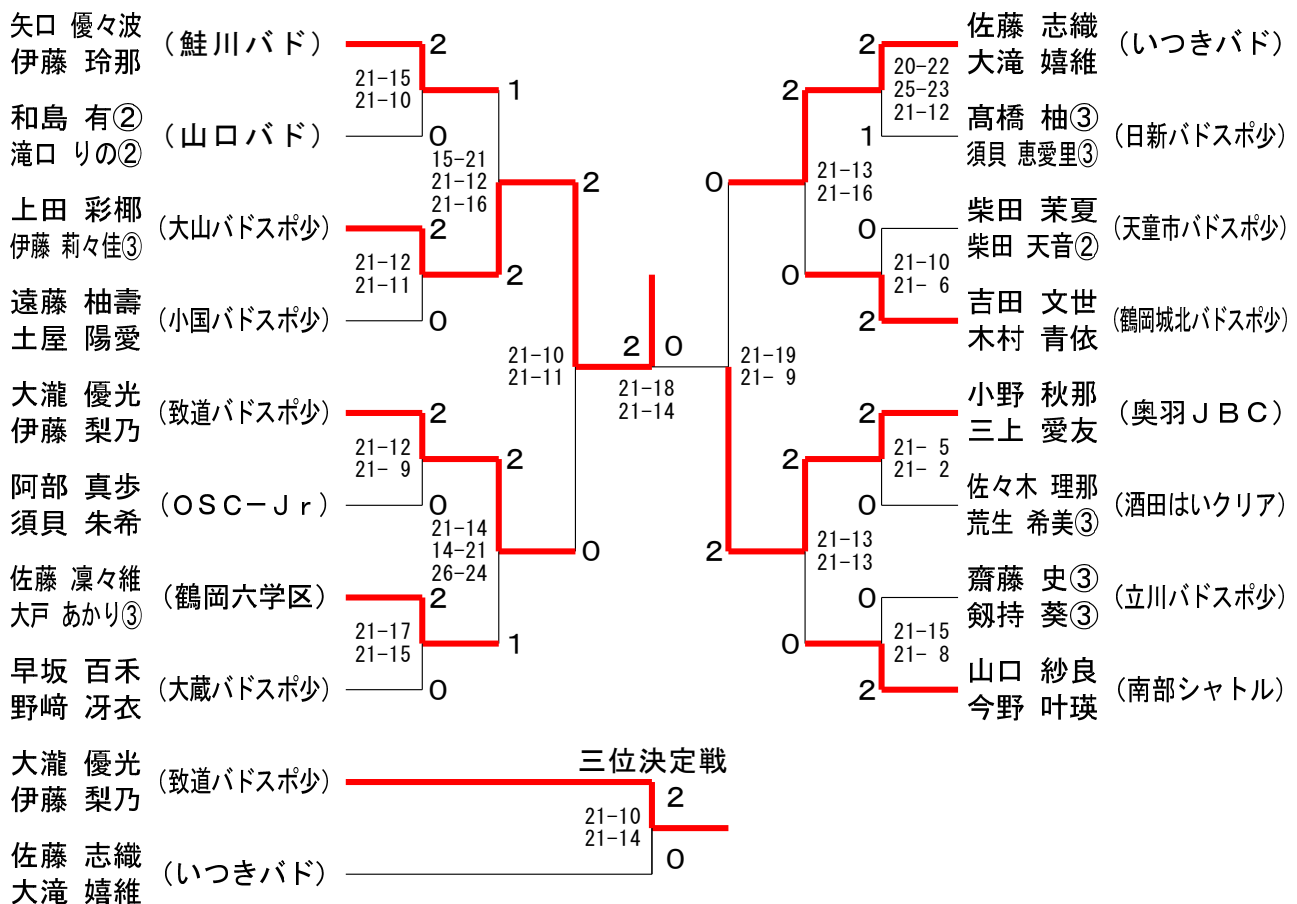 矢口 優々波
伊藤 玲那
(鮭川バド)
2
21-15
21-10
1
和島 有②
滝口 りの②
(山口バド)
0
15-21
21-12
21-16
2
上田 彩椰
伊藤 莉々佳③
(大山バドスポ少)
2
21-12
21-11
2
遠藤 柚壽
土屋 陽愛
(小国バドスポ少)
0
21-10
21-11
大瀧 優光
伊藤 梨乃
(致道バドスポ少)
2
21-12
21- 9
2
阿部 真歩
須貝 朱希
(OSC-Jr)
0
21-14
14-21
26-24
0
佐藤 凜々維
大戸 あかり③
(鶴岡六学区)
2
21-17
21-15
1
早坂 百禾
野﨑 冴衣
(大蔵バドスポ少)
0
2 0
21-18
21-14
佐藤 志織
大滝 嬉維
(いつきバド)
2
20-22
25-23
21-12
2
髙橋 柚③
須貝 恵愛里③
(日新バドスポ少)
1
21-13
21-16
0
柴田 茉夏
柴田 天音②
(天童市バドスポ少)
0
21-10
21- 6
0
吉田 文世
木村 青依
(鶴岡城北バドスポ少)
2
21-19
21- 9
小野 秋那
三上 愛友
(奥羽JBC)
2
21- 5
21- 2
2
佐々木 理那
荒生 希美③
(酒田はいクリア)
0
21-13
21-13
2
齋藤 史③
剱持 葵③
(立川バドスポ少)
0
21-15
21- 8
0
山口 紗良
今野 叶瑛
(南部シャトル)
2
三位決定戦
大瀧 優光
伊藤 梨乃
(致道バドスポ少)
2
21-10
21-14
佐藤 志織
大滝 嬉維
(いつきバド)
0